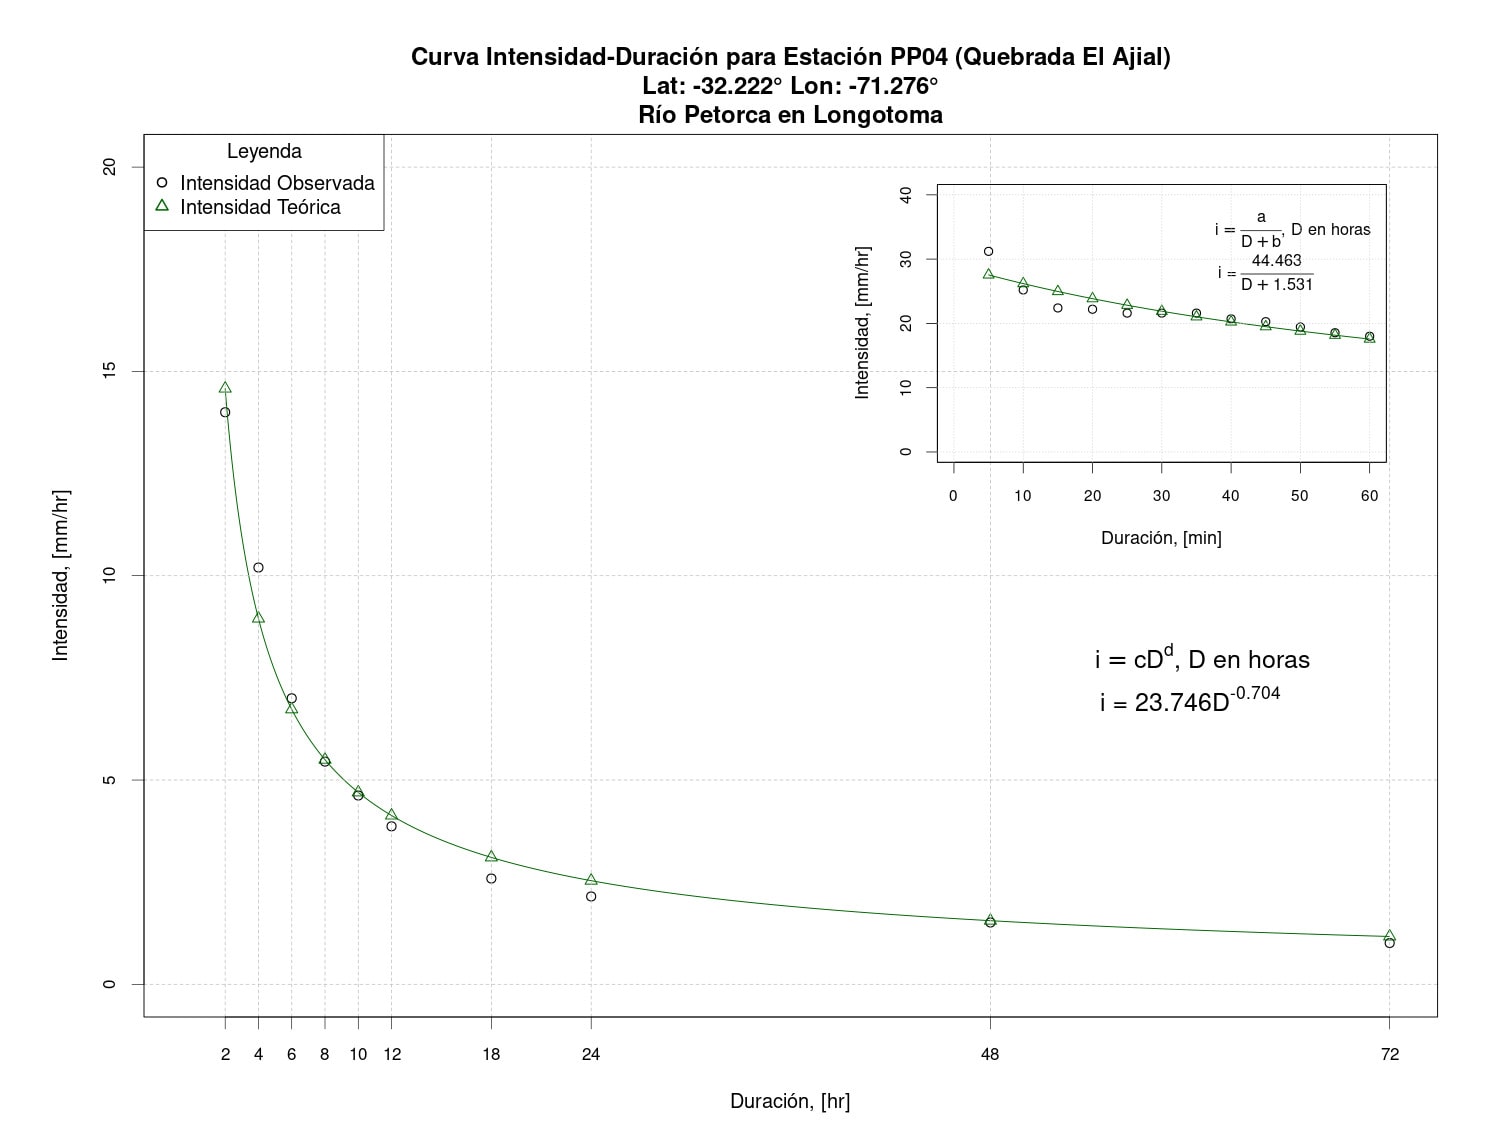 Curva Intensidad-Duración para Estación PP04 (Quebrada El Ajial)
Lat: -32.222° Lon: -71.276°
Río Petorca en Longotoma
Leyenda
Intensidad Observada
Intensidad Teórica
Intensidad, [mm/hr]
20
15
10
5
0
2 4 6 8 10 12 18 24 48 72
Duración, [hr]
Intensidad, [mm/hr]
40
30
20
10
0
0 10 20 30 40 50 60
Duración, [min]
i = a / D + b, D en horas
i = 44.463 / D + 1.531
i = cD^d, D en horas
i = 23.746D^-0.704